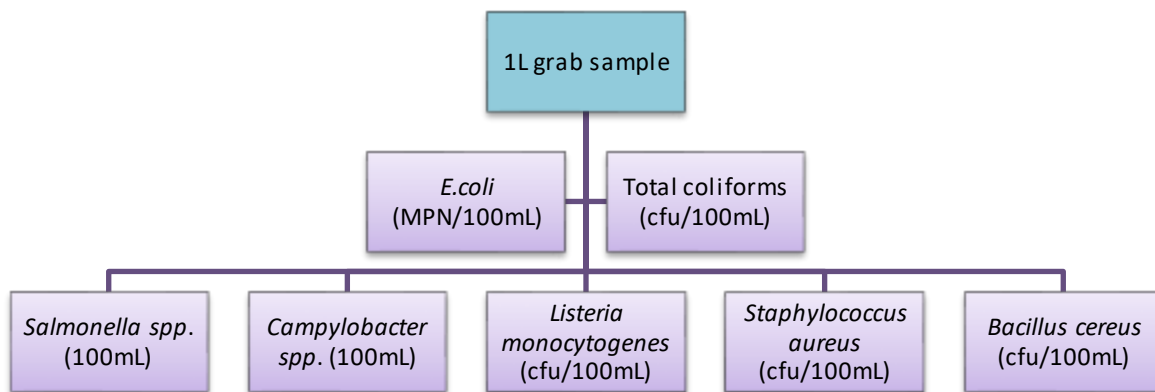 1L grab sample
E.coli
(MPN/100mL)
Total coliforms
(cfu/100mL)
Salmonella spp.
(100mL)
Campylobacter
spp. (100mL)
Listeria
monocytogenes
(cfu/100mL)
Staphylococcus
aureus
(cfu/100mL)
Bacillus cereus
(cfu/100mL)